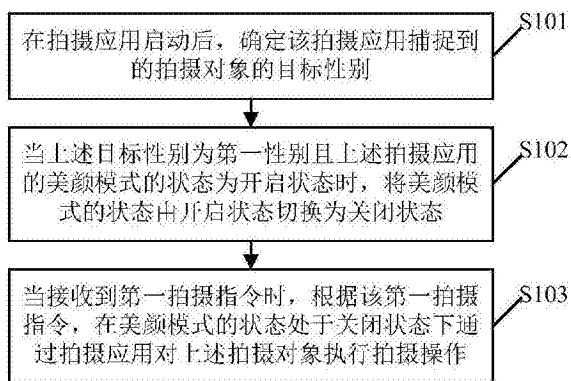 在拍摄应用启动后，确定该拍摄应用捕捉到
的拍摄对象的目标性别
S101
当上述目标性别为第一性别且上述拍摄应用
的美颜模式的状态为开启状态时，将美颜模
式的状态由开启状态切换为关闭状态
S102
当接收到第一拍摄指令时，根据该第一拍摄
指令，在美颜模式的状态处于关闭状态下通
过拍摄应用对上述拍摄对象执行拍摄操作
S103